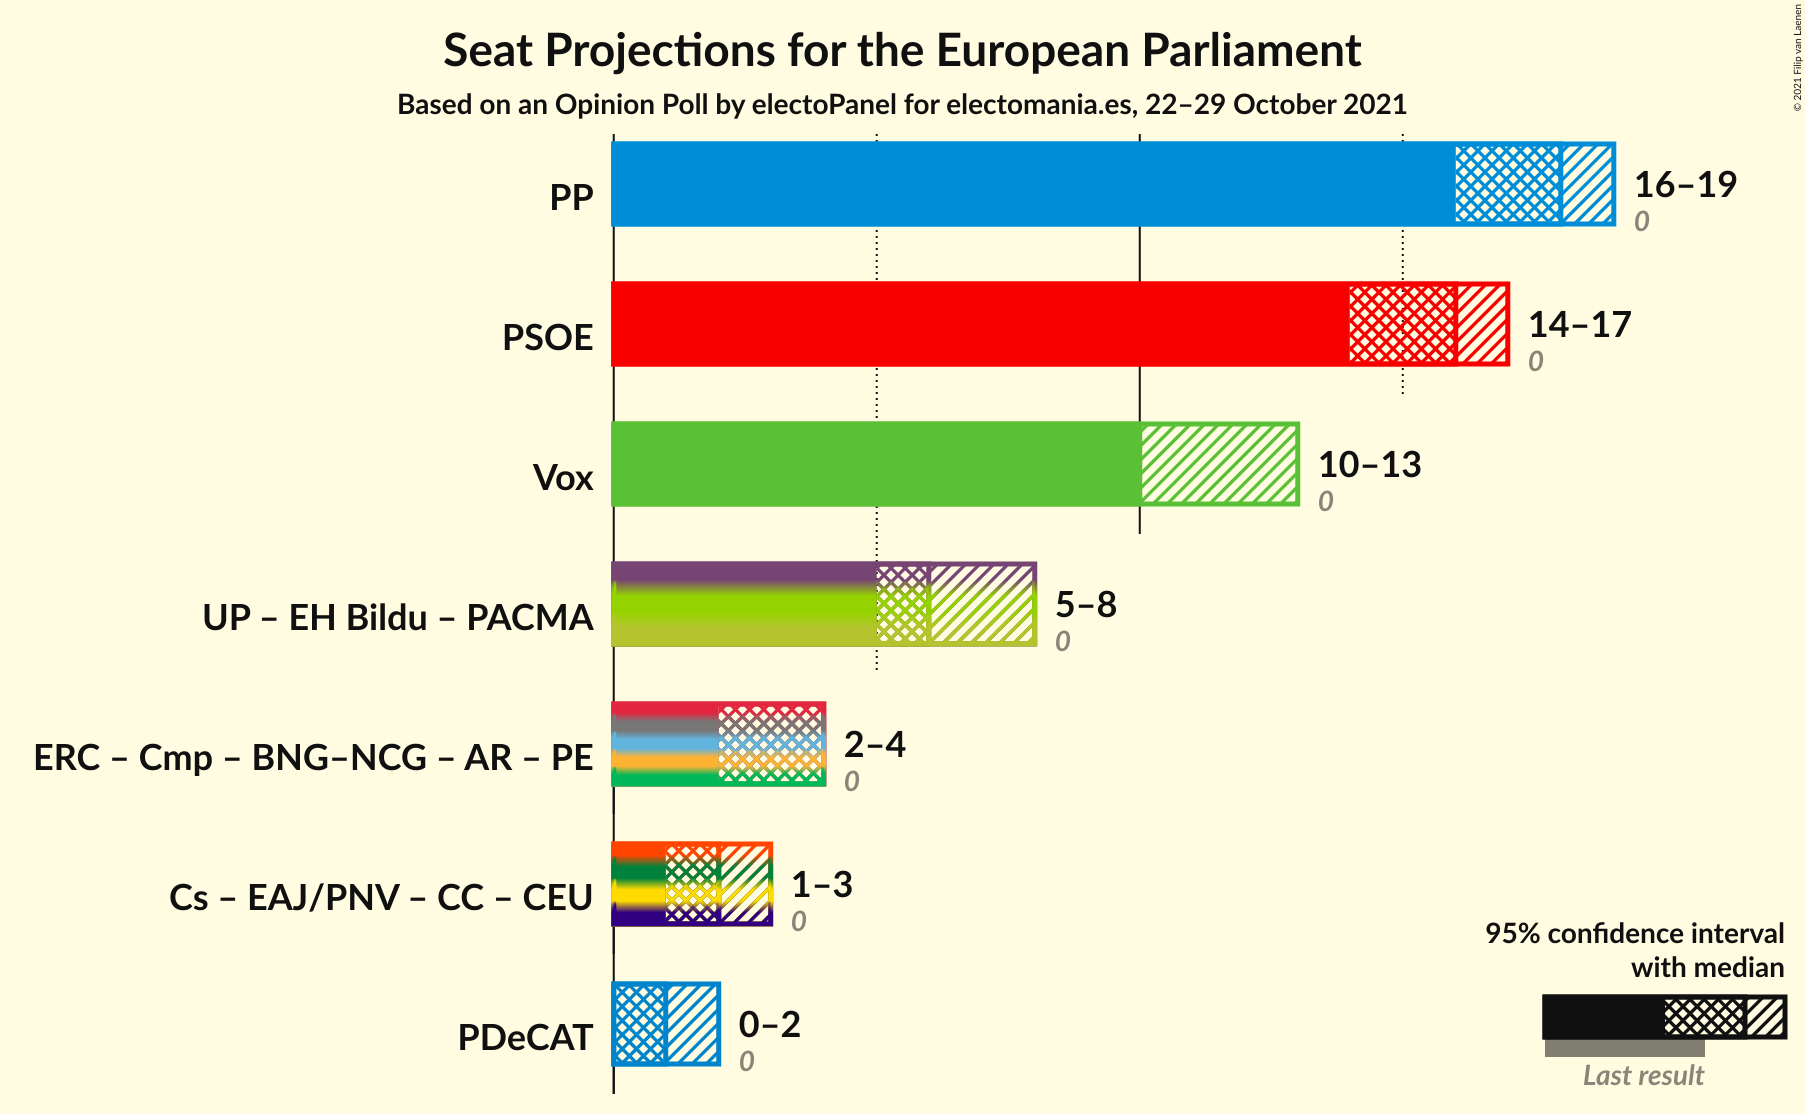 Seat Projections for the European Parliament
Based on an Opinion Poll by electoPanel for electomania.es, 22–29 October 2021
© 2021 Filip van Laenen
PP
16–19
0
PSOE
14–17
0
Vox
10–13
0
UP – EH Bildu – PACMA
5–8
0
ERC – Cmp – BNG–NCG – AR – PE
2–4
0
Cs – EAJ/PNV – CC – CEU
1–3
0
PDeCAT
0–2
0
95% confidence interval
with median
Last result